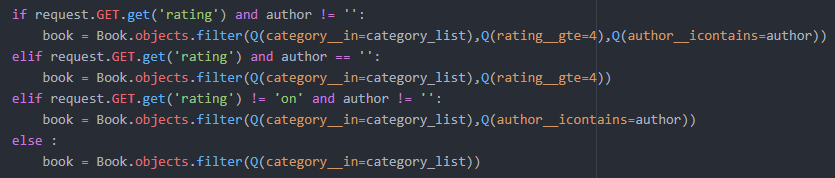 if request.GET.get('rating') and author != '':
    book = Book.objects.filter(Q(category__in=category_list),Q(rating__gte=4),Q(author__icontains=author))
elif request.GET.get('rating') and author == '':
    book = Book.objects.filter(Q(category__in=category_list),Q(rating__gte=4))
elif request.GET.get('rating') != 'on' and author != '':
    book = Book.objects.filter(Q(category__in=category_list),Q(author__icontains=author))
else :
    book = Book.objects.filter(Q(category__in=category_list))